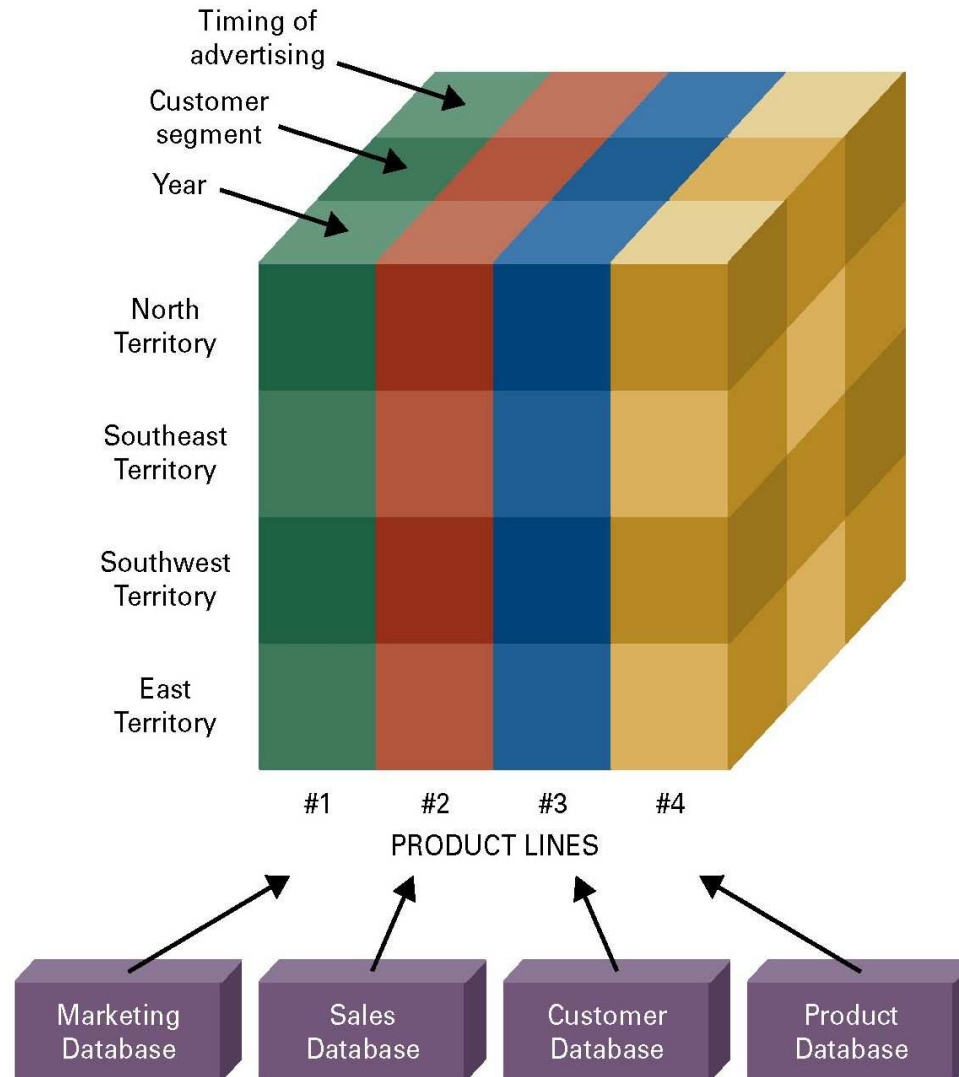 Timing of
advertising
Customer
segment
Year
North
Territory
Southeast
Territory
Southwest
Territory
East
Territory
#1 #2 #3 #4
PRODUCT LINES
Marketing
Database
Sales
Database
Customer
Database
Product
Database